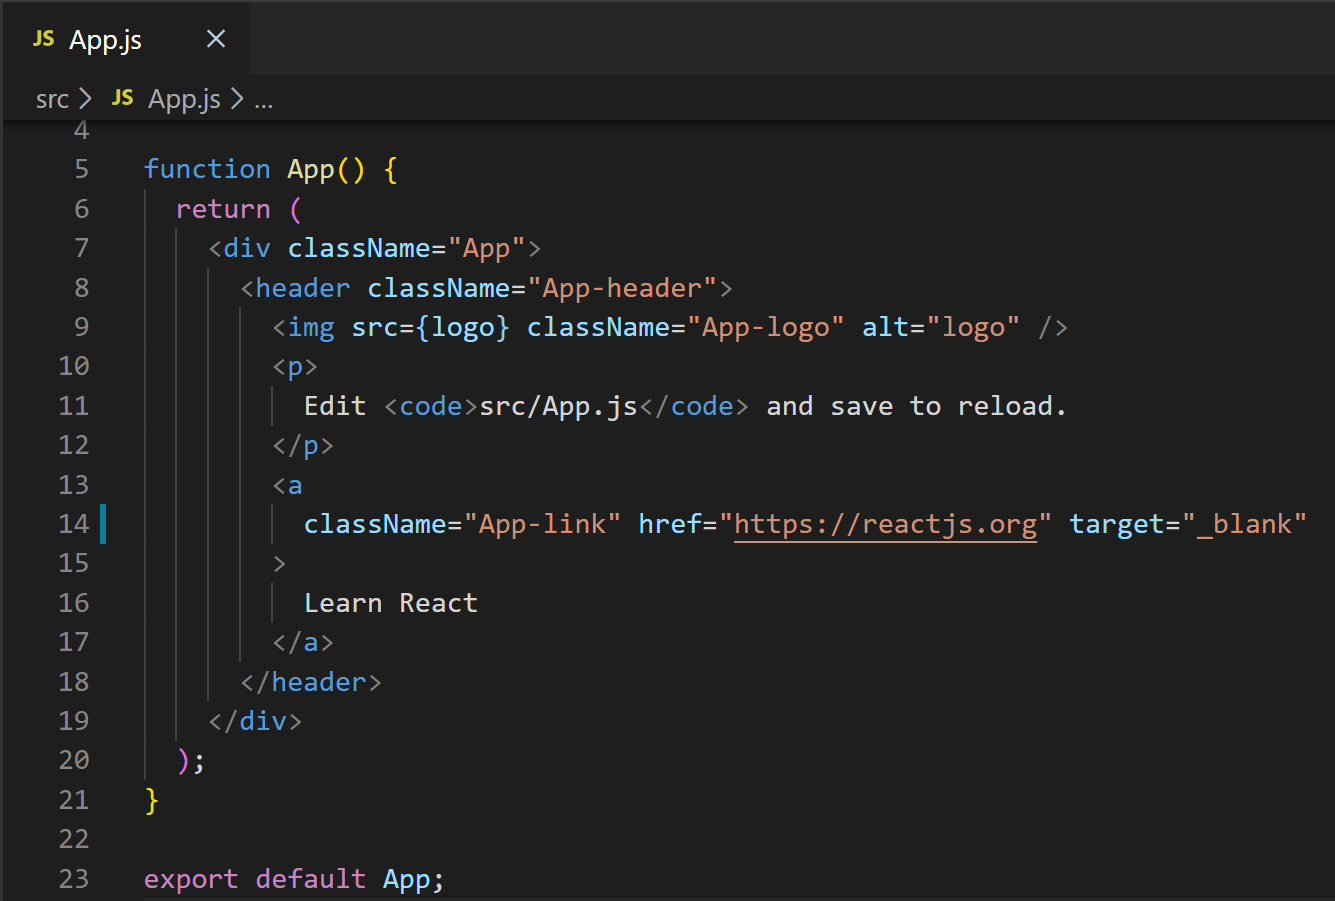 JS App.js ×
src > JS App.js > ...
4
5 function App() {
6   return (
7     <div className="App">
8       <header className="App-header">
9         <img src={logo} className="App-logo" alt="logo" />
10         <p>
11           Edit <code>src/App.js</code> and save to reload.
12         </p>
13         <a
14           className="App-link" href="https://reactjs.org" target="_blank"
15         >
16           Learn React
17         </a>
18       </header>
19     </div>
20   );
21 }
22
23 export default App;